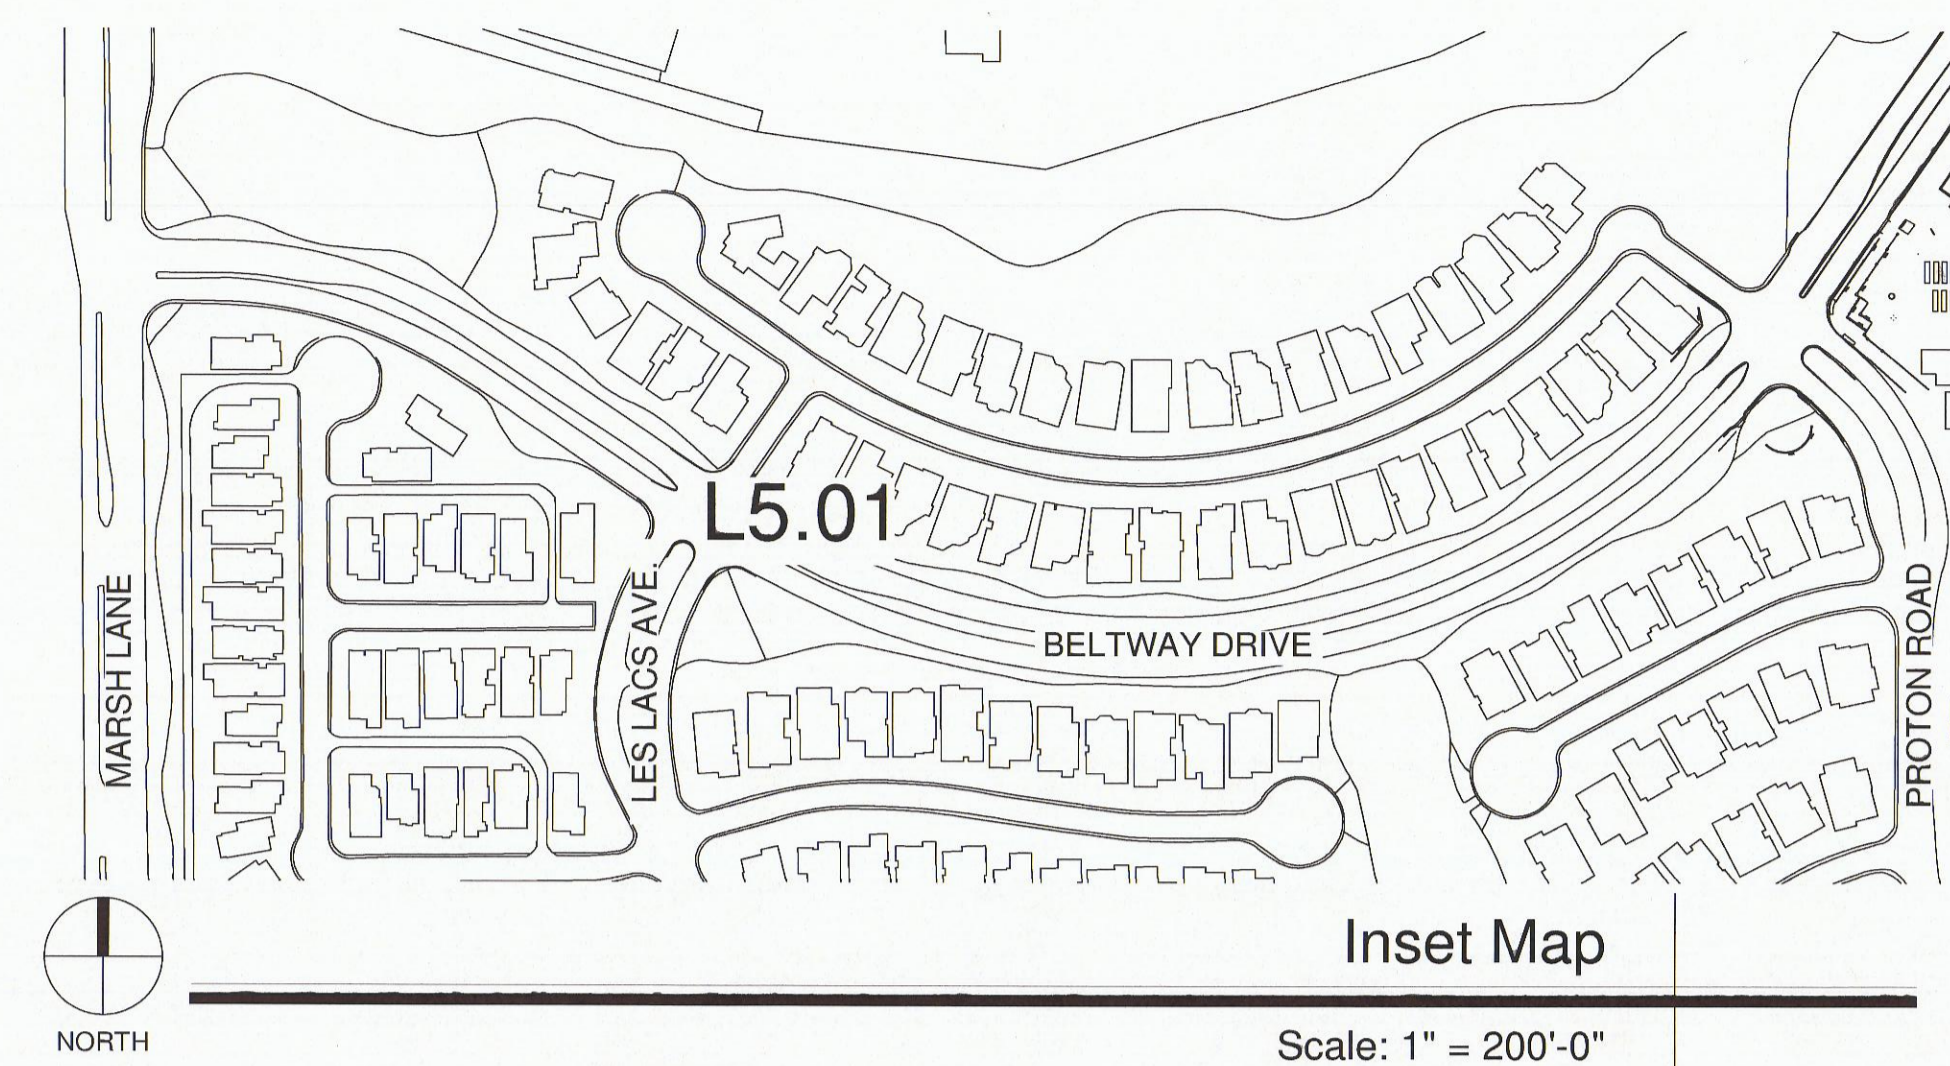 L5.01
MARSH LANE
LES LACS AVE.
BELTWAY DRIVE
PROTON ROAD
Inset Map
NORTH
Scale: 1" = 200'-0"